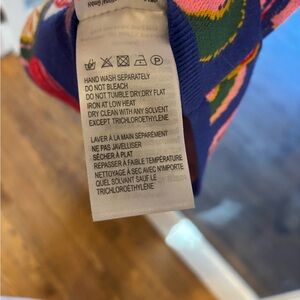 HAND WASH SEPARATELY
DO NOT BLEACH
DO NOT TUMBLE DRY,DRY FLAT
IRON AT LOW HEAT
DRY CLEAN WITH ANY SOLVENT
EXCEPT TRICHLOROETHYLENE
LAVER À LA MAIN SÉPARÉMENT
NE PAS JAVELLISER
SÉCHER À PLAT
REPASSER À FAIBLE TEMPÉRATURE
NETTOYAGE À SEC AVEC N'IMPORTE
QUEL SOLVANT SAUF LE
TRICHLOROÉTHYLÈNE